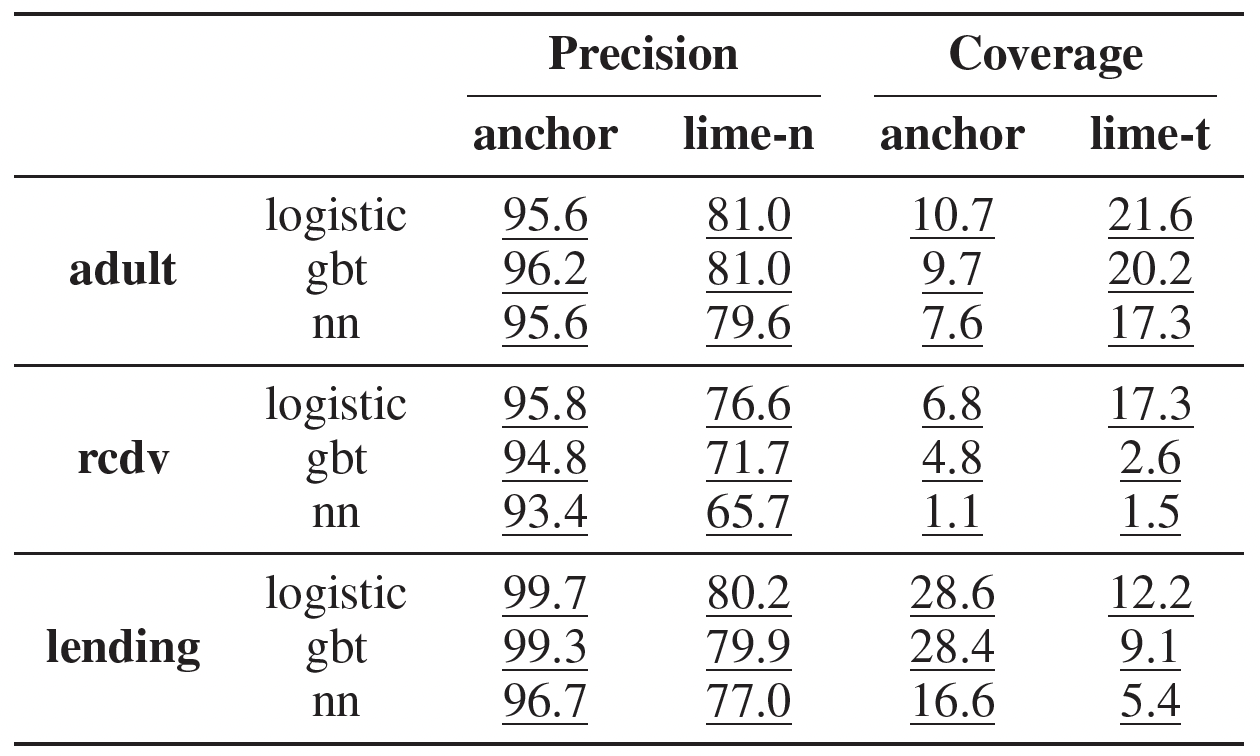 Precision Coverage
anchor lime-n anchor lime-t
logistic 95.6 81.0 10.7 21.6
adult gbt 96.2 81.0 9.7 20.2
nn 95.6 79.6 7.6 17.3
logistic 95.8 76.6 6.8 17.3
rcdv gbt 94.8 71.7 4.8 2.6
nn 93.4 65.7 1.1 1.5
logistic 99.7 80.2 28.6 12.2
lending gbt 99.3 79.9 28.4 9.1
nn 96.7 77.0 16.6 5.4